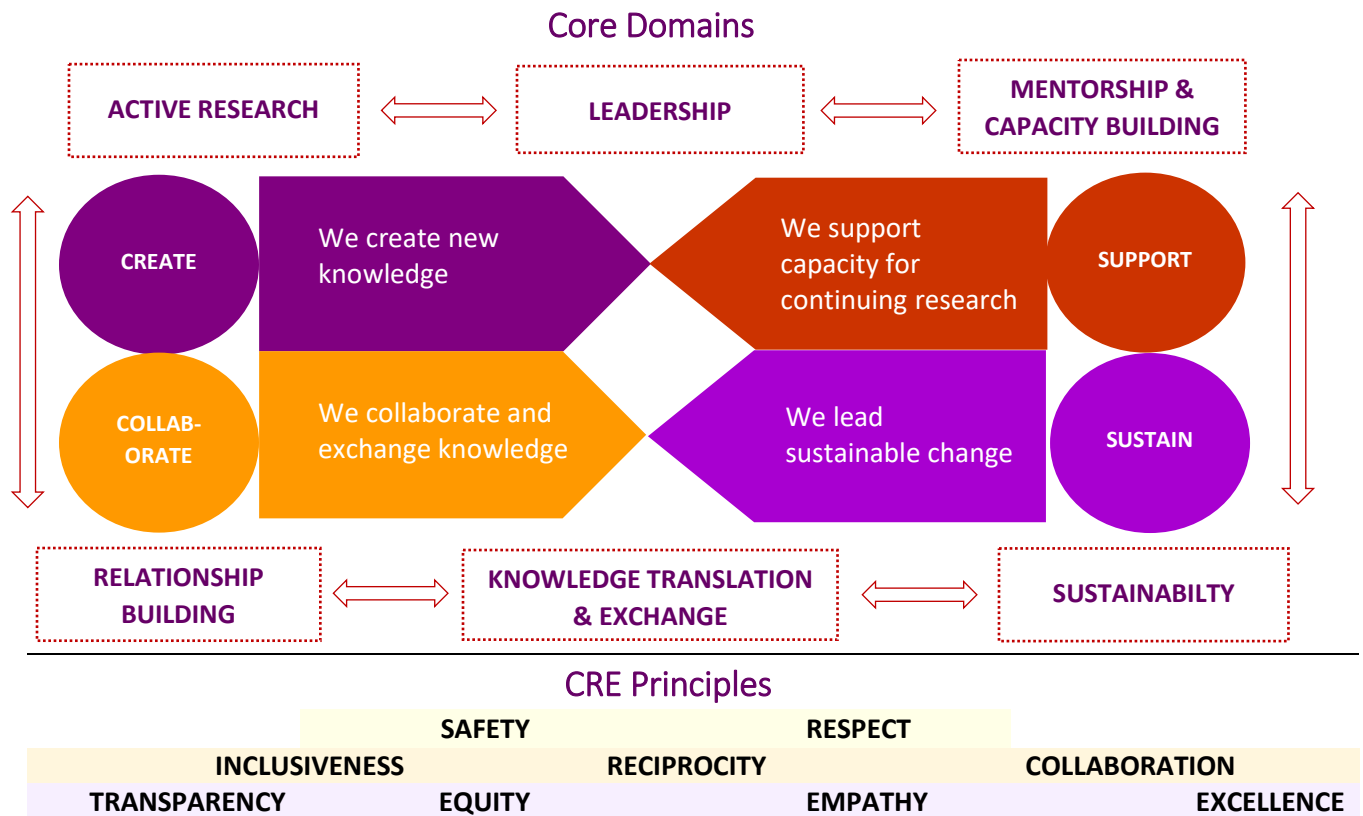 Core Domains
ACTIVE RESEARCH
LEADERSHIP
MENTORSHIP &
CAPACITY BUILDING
CREATE
We create new
knowledge
We support
capacity for
continuing research
SUPPORT
COLLAB-
ORATE
We collaborate and
exchange knowledge
We lead
sustainable change
SUSTAIN
RELATIONSHIP
BUILDING
KNOWLEDGE TRANSLATION
& EXCHANGE
SUSTAINABILTY
CRE Principles
SAFETY RESPECT
INCLUSIVENESS RECIPROCITY COLLABORATION
TRANSPARENCY EQUITY EMPATHY EXCELLENCE